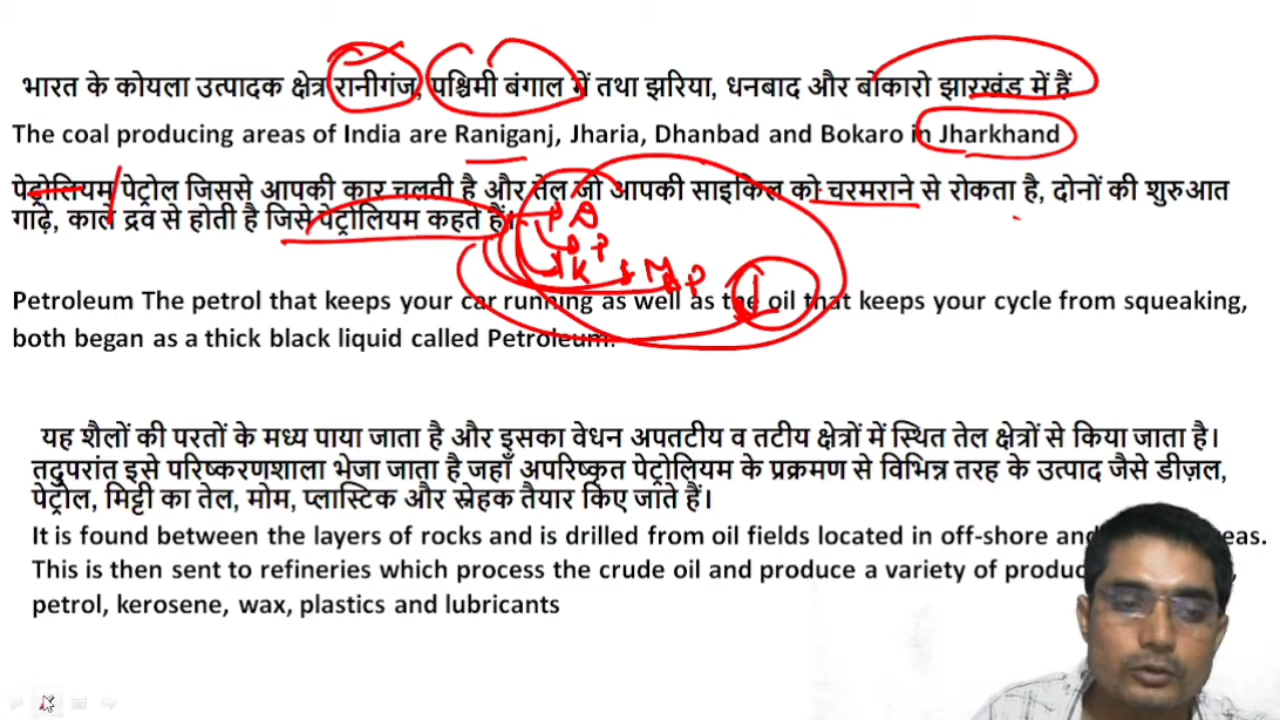 भारत के कोयला उत्पादक क्षेत्र रानीगंज, पश्चिमी बंगाल में तथा झरिया, धनबाद और बोकारो झारखंड में हैं
The coal producing areas of India are Raniganj, Jharia, Dhanbad and Bokaro in Jharkhand
पेट्रोलियम पेट्रोल जिससे आपकी कार चलती है और तेल जो आपकी साइकिल को चरमराने से रोकता है, दोनों की शुरुआत
गाढ़े, काले द्रव से होती है जिसे पेट्रोलियम कहते हैं।
Petroleum The petrol that keeps your car running as well as the oil that keeps your cycle from squeaking,
both began as a thick black liquid called Petroleum.
यह शैलों की परतों के मध्य पाया जाता है और इसका वेधन अपतटीय व तटीय क्षेत्रों में स्थित तेल क्षेत्रों से किया जाता है।
तदुपरांत इसे परिष्करणशाला भेजा जाता है जहाँ अपरिष्कृत पेट्रोलियम के प्रक्रमण से विभिन्न तरह के उत्पाद जैसे डीज़ल,
पेट्रोल, मिट्टी का तेल, मोम, प्लास्टिक और स्नेहक तैयार किए जाते हैं।
It is found between the layers of rocks and is drilled from oil fields located in off-shore and
This is then sent to refineries which process the crude oil and produce a variety of
petrol, kerosene, wax, plastics and lubricants